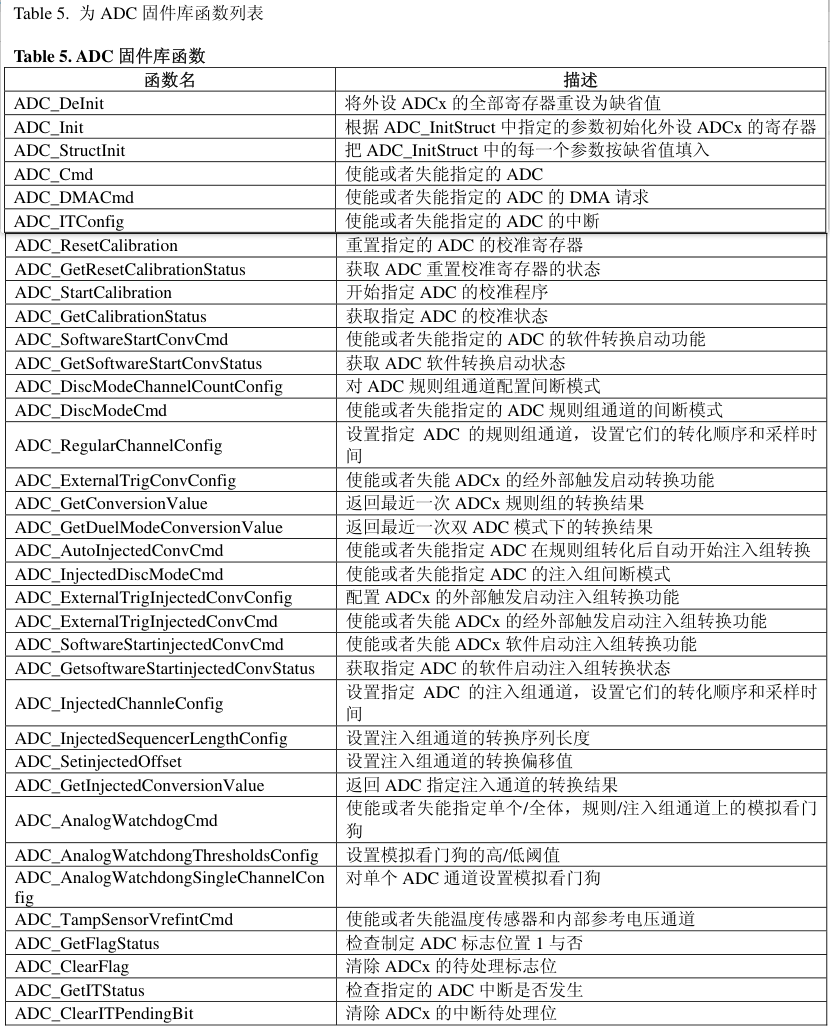 Table 5. 为 ADC 固件库函数列表
Table 5. ADC 固件库函数
函数名 描述
ADC_DeInit 将外设 ADCx 的全部寄存器重设为缺省值
ADC_Init 根据 ADC_InitStruct 中指定的参数初始化外设 ADCx 的寄存器
ADC_StructInit 把 ADC_InitStruct 中的每一个参数按缺省值填入
ADC_Cmd 使能或者失能指定的 ADC
ADC_DMACmd 使能或者失能指定的 ADC 的 DMA 请求
ADC_ITConfig 使能或者失能指定的 ADC 的中断
ADC_ResetCalibration 重置指定的 ADC 的校准寄存器
ADC_GetResetCalibrationStatus 获取 ADC 重置校准寄存器的状态
ADC_StartCalibration 开始指定 ADC 的校准程序
ADC_GetCalibrationStatus 获取指定 ADC 的校准状态
ADC_SoftwareStartConvCmd 使能或者失能指定的 ADC 的软件转换启动功能
ADC_GetSoftwareStartConvStatus 获取 ADC 软件转换启动状态
ADC_DiscModeChannelCountConfig 对 ADC 规则组通道配置间断模式
ADC_DiscModeCmd 使能或者失能指定的 ADC 规则组通道的间断模式
ADC_RegularChannelConfig 设置指定 ADC 的规则组通道，设置它们的转化顺序和采样时
间
ADC_ExternalTrigConvConfig 使能或者失能 ADCx 的经外部触发启动转换功能
ADC_GetConversionValue 返回最近一次 ADCx 规则组的转换结果
ADC_GetDuelModeConversionValue 返回最近一次双 ADC 模式下的转换结果
ADC_AutoInjectedConvCmd 使能或者失能指定 ADC 在规则组转化后自动开始注入组转换
ADC_InjectedDiscModeCmd 使能或者失能指定 ADC 的注入组间断模式
ADC_ExternalTrigInjectedConvConfig 配置 ADCx 的外部触发启动注入组转换功能
ADC_ExternalTrigInjectedConvCmd 使能或者失能 ADCx 的经外部触发启动注入组转换功能
ADC_SoftwareStartinjectedConvCmd 使能或者失能 ADCx 软件启动注入组转换功能
ADC_GetsoftwareStartinjectedConvStatus 获取指定 ADC 的软件启动注入组转换状态
ADC_InjectedChannleConfig 设置指定 ADC 的注入组通道，设置它们的转化顺序和采样时
间
ADC_InjectedSequencerLengthConfig 设置注入组通道的转换序列长度
ADC_SetinjectedOffset 设置注入组通道的转换偏移值
ADC_GetInjectedConversionValue 返回 ADC 指定注入通道的转换结果
ADC_AnalogWatchdogCmd 使能或者失能指定单个/全体，规则/注入组通道上的模拟看门
狗
ADC_AnalogWatchdongThresholdsConfig 设置模拟看门狗的高/低阈值
ADC_AnalogWatchdongSingleChannelCon 对单个 ADC 通道设置模拟看门狗
fig
ADC_TampSensorVrefintCmd 使能或者失能温度传感器和内部参考电压通道
ADC_GetFlagStatus 检查制定 ADC 标志位置 1 与否
ADC_ClearFlag 清除 ADCx 的待处理标志位
ADC_GetITStatus 检查指定的 ADC 中断是否发生
ADC_ClearITPendingBit 清除 ADCx 的中断待处理位